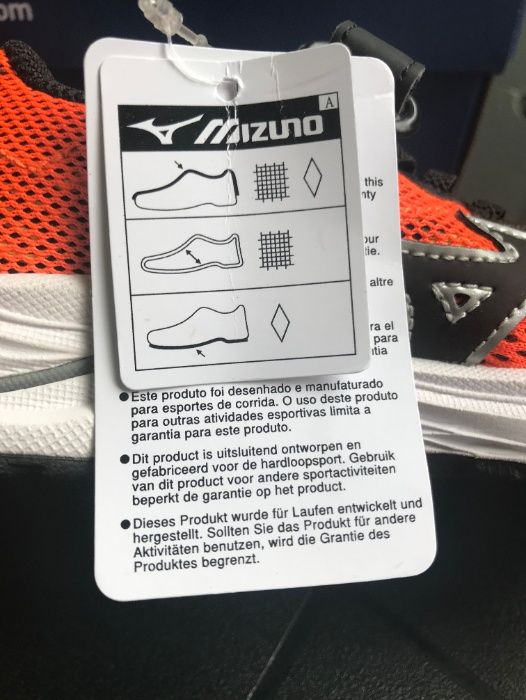 om
A
MIZUNO
this
nty
our
tie.
altre
ra el
para
ntia
● Este produto foi desenhado e manufaturado
para esportes de corrida. O uso deste produto
para outras atividades esportivas limita a
garantia para este produto.
● Dit product is uitsluitend ontworpen en
gefabriceerd voor de hardloopsport. Gebruik
van dit product voor andere sportactiviteiten
beperkt de garantie op het product.
● Dieses Produkt wurde für Laufen entwickelt und
hergestellt. Sollten Sie das Produkt für andere
Aktivitäten benutzen, wird die Grantie des
Produktes begrenzt.